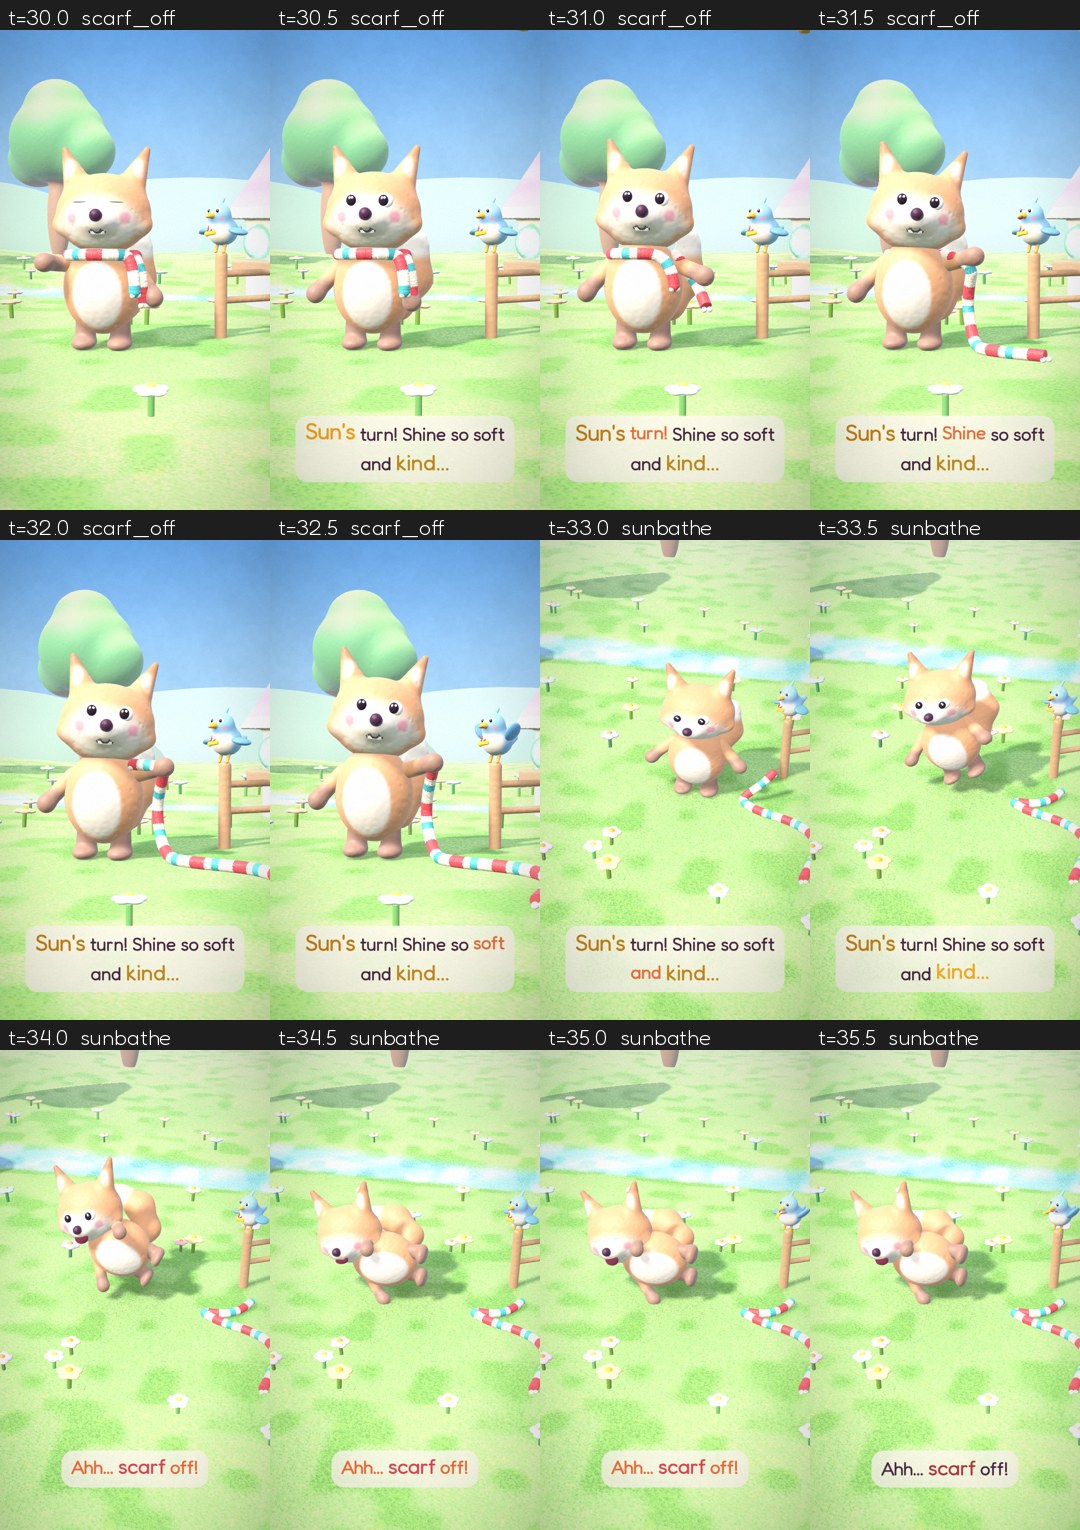 t=30.0 scarf_off
t=30.5 scarf_off
t=31.0 scarf_off
t=31.5 scarf_off
Sun's turn! Shine so soft
and kind...
Sun's turn! Shine so soft
and kind...
Sun's turn! Shine so soft
and kind...
t=32.0 scarf_off
t=32.5 scarf_off
t=33.0 sunbathe
t=33.5 sunbathe
Sun's turn! Shine so soft
and kind...
Sun's turn! Shine so soft
and kind...
Sun's turn! Shine so soft
and kind...
Sun's turn! Shine so soft
and kind...
t=34.0 sunbathe
t=34.5 sunbathe
t=35.0 sunbathe
t=35.5 sunbathe
Ahh... scarf off!
Ahh... scarf off!
Ahh... scarf off!
Ahh... scarf off!